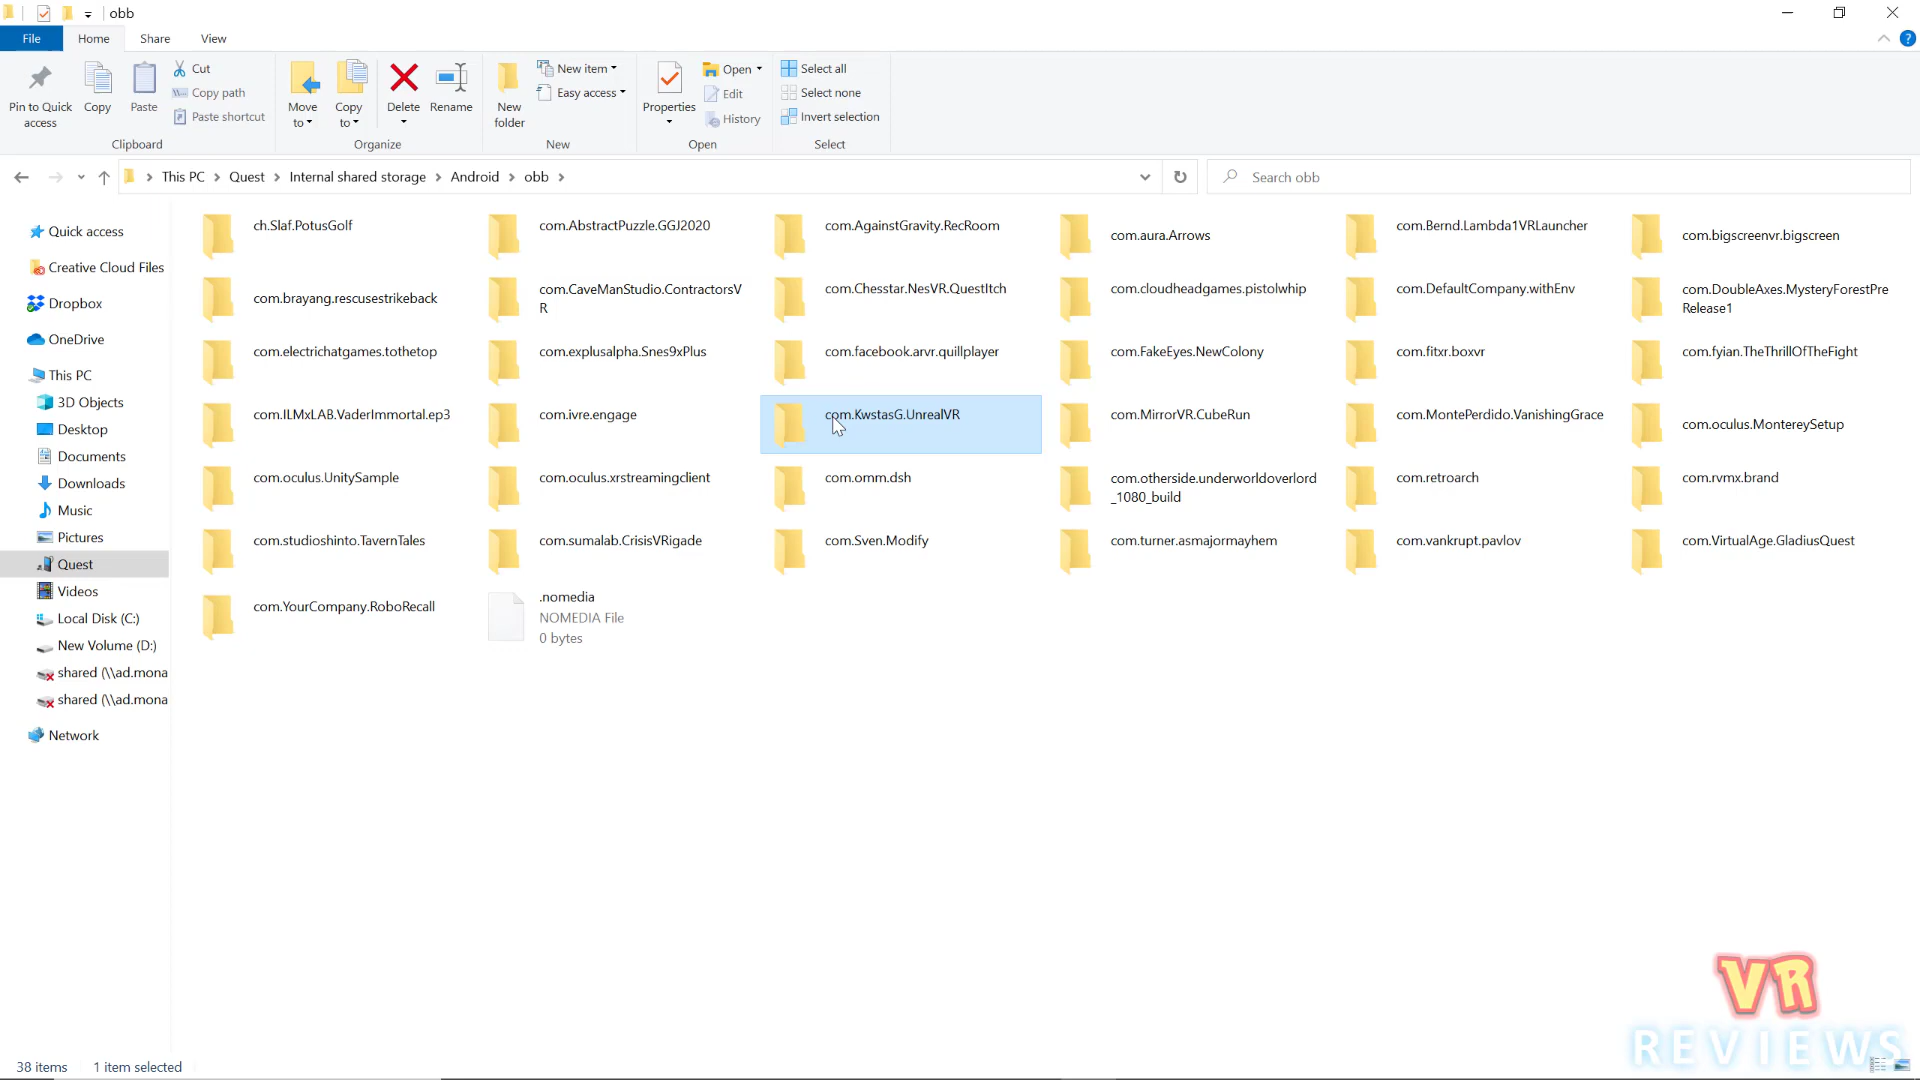 obb
File
Home
Share
View
Pin to Quick
access
Copy
Paste
Cut
Copy path
Paste shortcut
Clipboard
Move
to
Copy
to
Delete
Rename
Organize
New
folder
New item
Easy access
New
Properties
Open
Edit
History
Open
Select all
Select none
Invert selection
Select
This PC > Quest > Internal shared storage > Android > obb >
Search obb
Quick access
Creative Cloud Files
Dropbox
OneDrive
This PC
3D Objects
Desktop
Documents
Downloads
Music
Pictures
Quest
Videos
Local Disk (C:)
New Volume (D:)
shared (\\ad.mona
shared (\\ad.mona
Network
ch.Slaf.PotusGolf
com.AbstractPuzzle.GGJ2020
com.AgainstGravity.RecRoom
com.aura.Arrows
com.Bernd.Lambda1VRLauncher
com.bigscreenvr.bigscreen
com.brayang.rescusestrikeback
com.CaveManStudio.ContractorsV
R
com.Chesstar.NesVR.QuestItch
com.cloudheadgames.pistolwhip
com.DefaultCompany.withEnv
com.DoubleAxes.MysteryForestPre
Release1
com.electrichatgames.tothetop
com.explusalpha.Snes9xPlus
com.facebook.arvr.quillplayer
com.FakeEyes.NewColony
com.fitxr.boxvr
com.fyian.TheThrillOfTheFight
com.ILMxLAB.VaderImmortal.ep3
com.ivre.engage
com.KwstasG.UnrealVR
com.MirrorVR.CubeRun
com.MontePerdido.VanishingGrace
com.oculus.MontereySetup
com.oculus.UnitySample
com.oculus.xrstreamingclient
com.omm.dsh
com.otherside.underworldoverlord
_1080_build
com.retroarch
com.rvmx.brand
com.studioshinto.TavernTales
com.sumalab.CrisisVRigade
com.Sven.Modify
com.turner.asmajormayhem
com.vankrupt.pavlov
com.VirtualAge.GladiusQuest
com.YourCompany.RoboRecall
.nomedia
NOMEDIA File
0 bytes
VR
REVIEWS
38 items
1 item selected